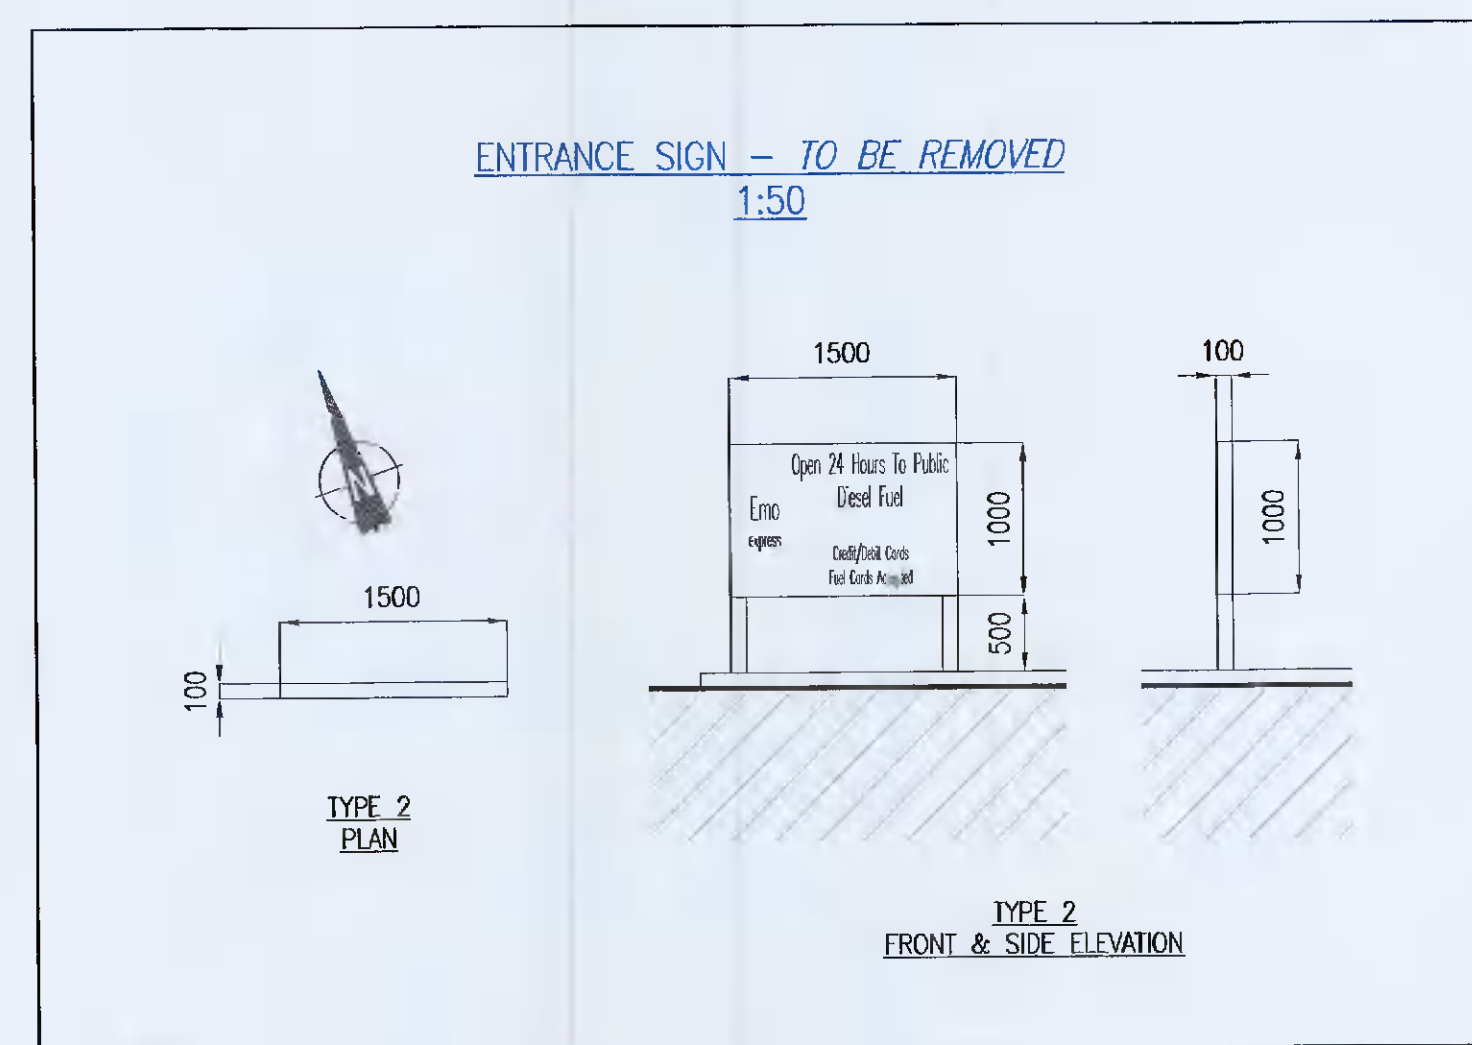 ENTRANCE SIGN – TO BE REMOVED
1:50
N
1500
100
TYPE 2
PLAN
1500
100
Open 24 Hours To Public
Diesel Fuel
Emo
express
Credit/Debit Cards
Fuel Cards
1000
500
1000
TYPE 2
FRONT & SIDE ELEVATION